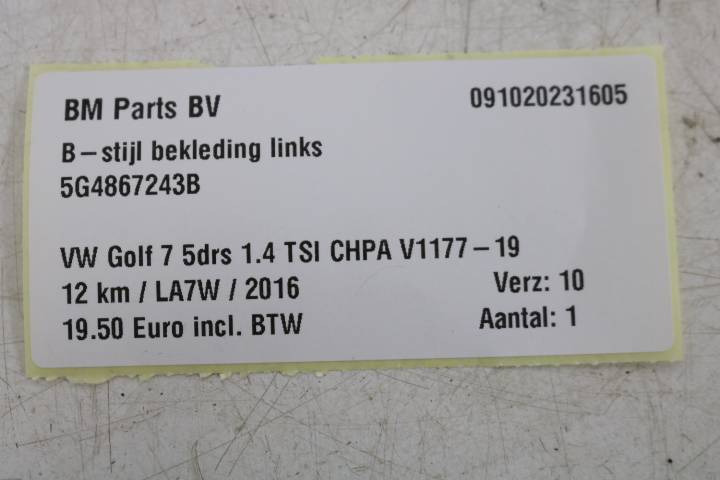 BM Parts BV 091020231605
B-stijl bekleding links
5G4867243B
VW Golf 7 5drs 1.4 TSI CHPA V1177-19
12 km / LA7W / 2016 Verz: 10
19.50 Euro incl. BTW Aantal: 1